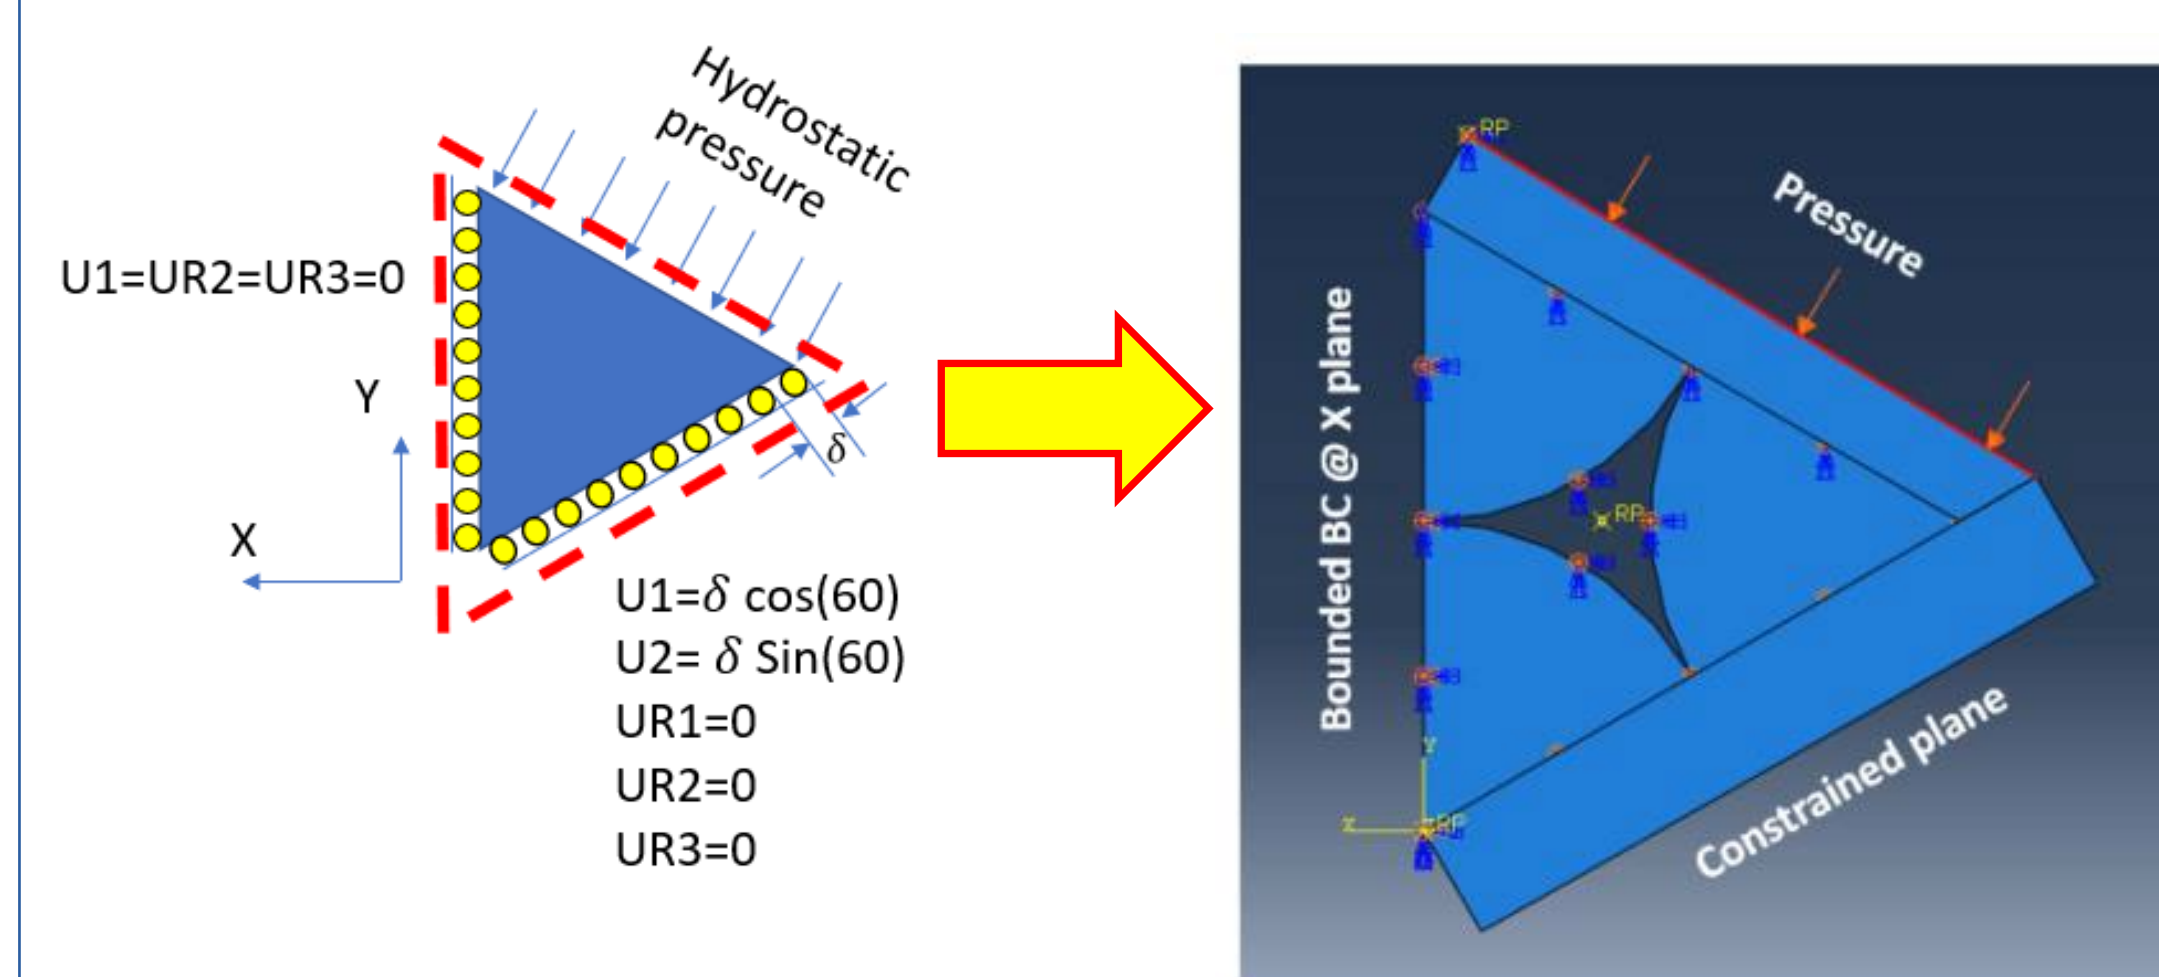 Hydrostatic
pressure
U1=UR2=UR3=0
Y
X
δ
U1=δ cos(60)
U2= δ Sin(60)
UR1=0
UR2=0
UR3=0
RP
Pressure
Bounded BC @ X plane
RP
Y
RP
Constrained plane